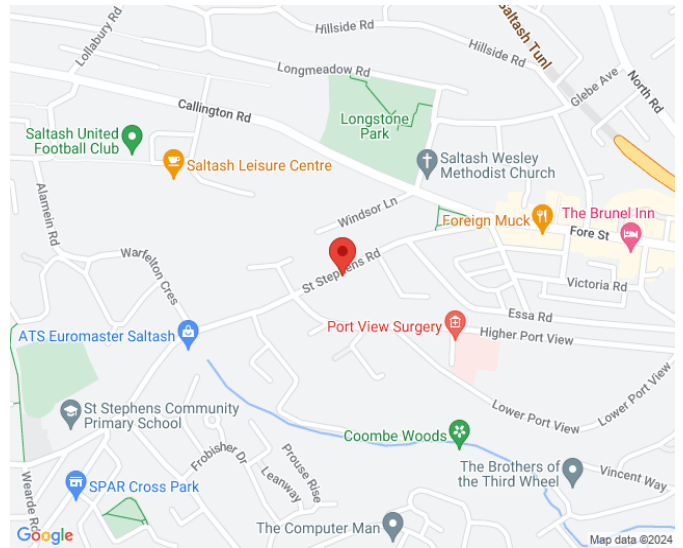 Hillside Rd
Saltash Tunl
Lollabury Rd
Longmeadow Rd
Hillside Rd
Glebe Ave
North Rd
Callington Rd
Longstone
Park
Saltash United
Football Club
Saltash Leisure Centre
Saltash Wesley
Methodist Church
Alamein Rd
Windsor Ln
Foreign Muck
The Brunel Inn
Fore St
Warfelton Cres
St Stephens Rd
Victoria Rd
Essa Rd
ATS Euromaster Saltash
Port View Surgery
Higher Port View
St Stephens Community
Primary School
Lower Port View
Lower Port View
Coombe Woods
Frobisher Dr
Prouse Rise
Leanway
The Brothers of
the Third Wheel
Vincent Way
Wearde Rd
SPAR Cross Park
The Computer Man
Google
Map data ©2024